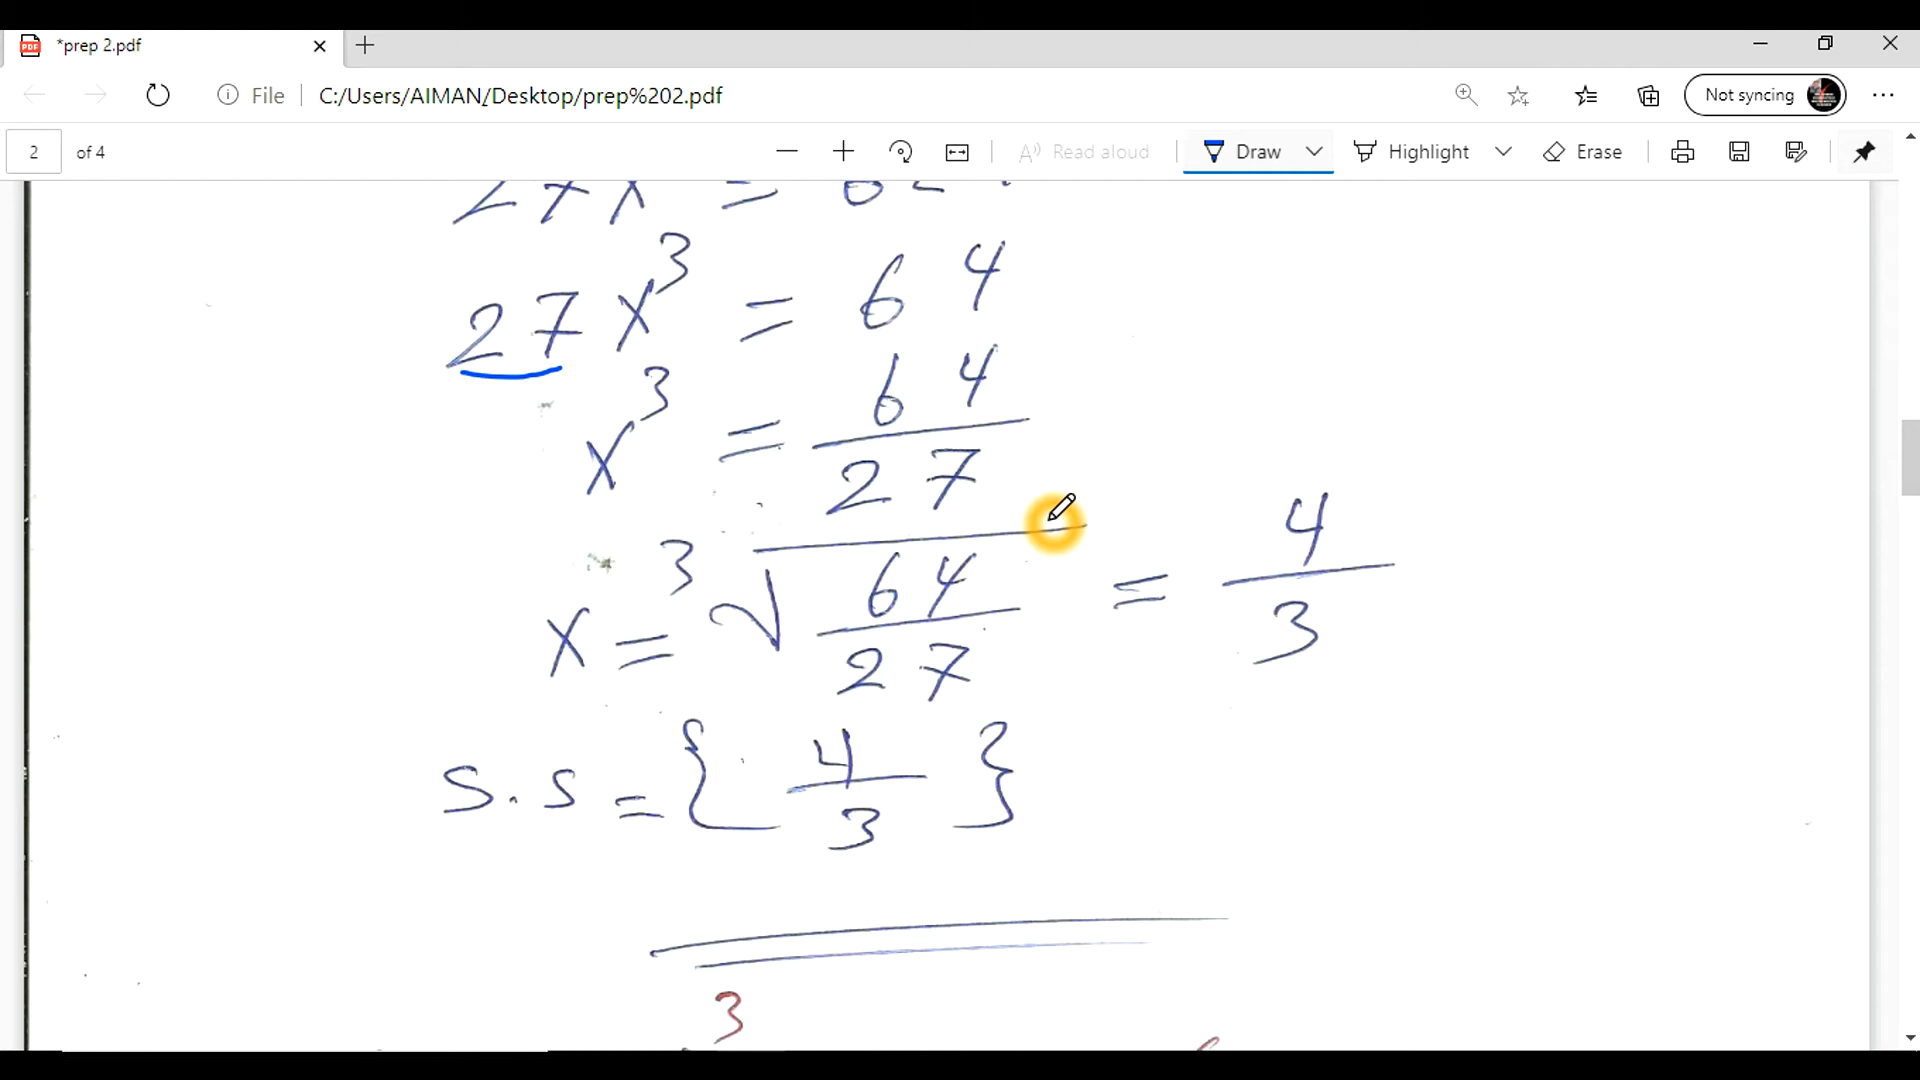 *prep 2.pdf
File C:/Users/AIMAN/Desktop/prep%202.pdf Not syncing
2 of 4 Read aloud Draw Highlight Erase
27x³ = 64
x³ = 64/27
x = ³√(64/27) = 4/3
S.S = { 4/3 }
3